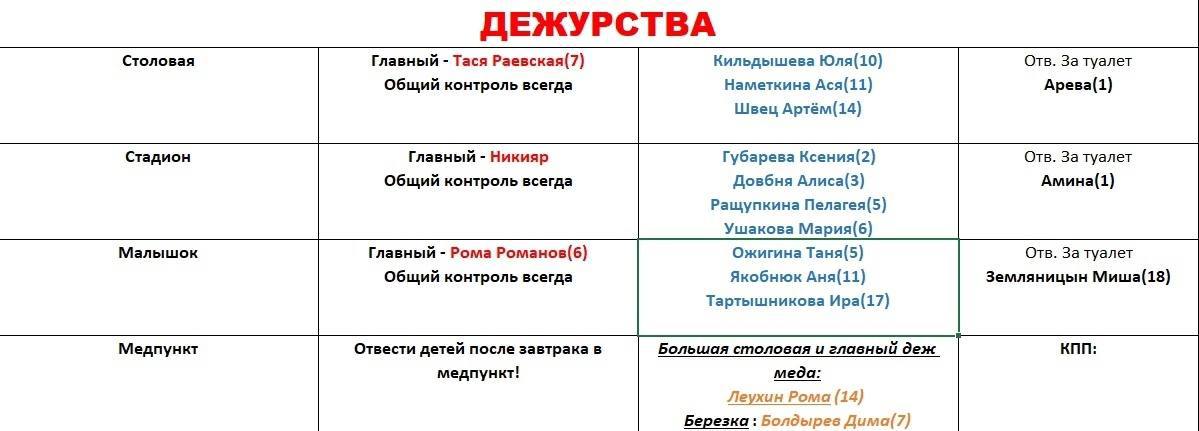 ДЕЖУРСТВА
Столовая
Главный - Тася Раевская(7)
Общий контроль всегда
Кильдышева Юля(10)
Наметкина Ася(11)
Швец Артём(14)
Отв. За туалет
Арева(1)
Стадион
Главный - Никияр
Общий контроль всегда
Губарева Ксения(2)
Довбня Алиса(3)
Ращупкина Пелагея(5)
Ушакова Мария(6)
Отв. За туалет
Амина(1)
Малышок
Главный - Рома Романов(6)
Общий контроль всегда
Ожигина Таня(5)
Якобнюк Аня(11)
Тартышникова Ира(17)
Отв. За туалет
Земляницын Миша(18)
Медпункт
Отвести детей после завтрака в
медпункт!
Большая столовая и главный деж
меда:
Леухин Рома (14)
Березка : Болдырев Дима(7)
КПП: